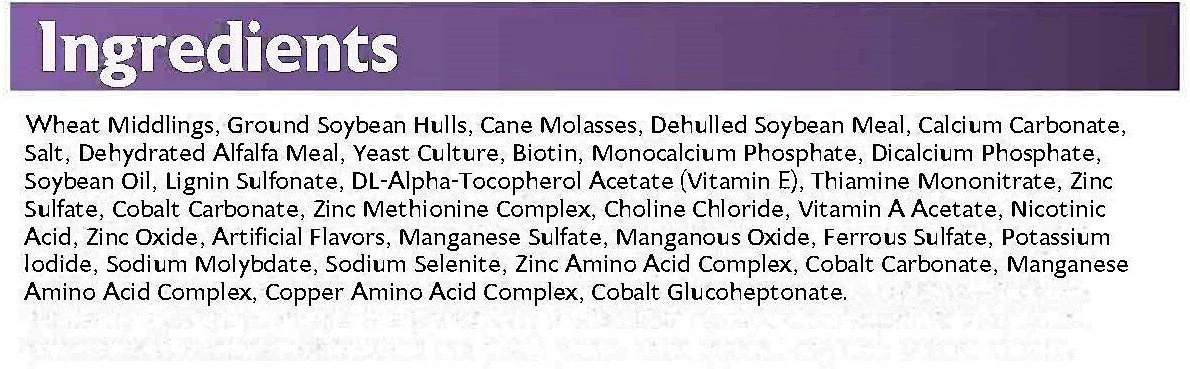 Ingredients
Wheat Middlings, Ground Soybean Hulls, Cane Molasses, Dehulled Soybean Meal, Calcium Carbonate,
Salt, Dehydrated Alfalfa Meal, Yeast Culture, Biotin, Monocalcium Phosphate, Dicalcium Phosphate,
Soybean Oil, Lignin Sulfonate, DL-Alpha-Tocopherol Acetate (Vitamin E), Thiamine Mononitrate, Zinc
Sulfate, Cobalt Carbonate, Zinc Methionine Complex, Choline Chloride, Vitamin A Acetate, Nicotinic
Acid, Zinc Oxide, Artificial Flavors, Manganese Sulfate, Manganous Oxide, Ferrous Sulfate, Potassium
Iodide, Sodium Molybdate, Sodium Selenite, Zinc Amino Acid Complex, Cobalt Carbonate, Manganese
Amino Acid Complex, Copper Amino Acid Complex, Cobalt Glucoheptonate.